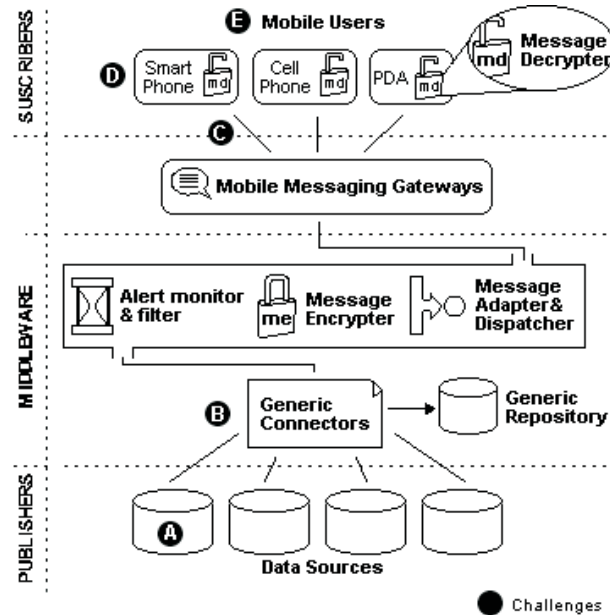 SUSCRIBERS
E Mobile Users
D Smart Phone md
Cell Phone md
PDA md
md Message Decrypter
C
Mobile Messaging Gateways
MIDDLEWARE
Alert monitor & filter
me Message Encrypter
Message Adapter& Dispatcher
B Generic Connectors
Generic Repository
PUBLISHERS
A
Data Sources
Challenges